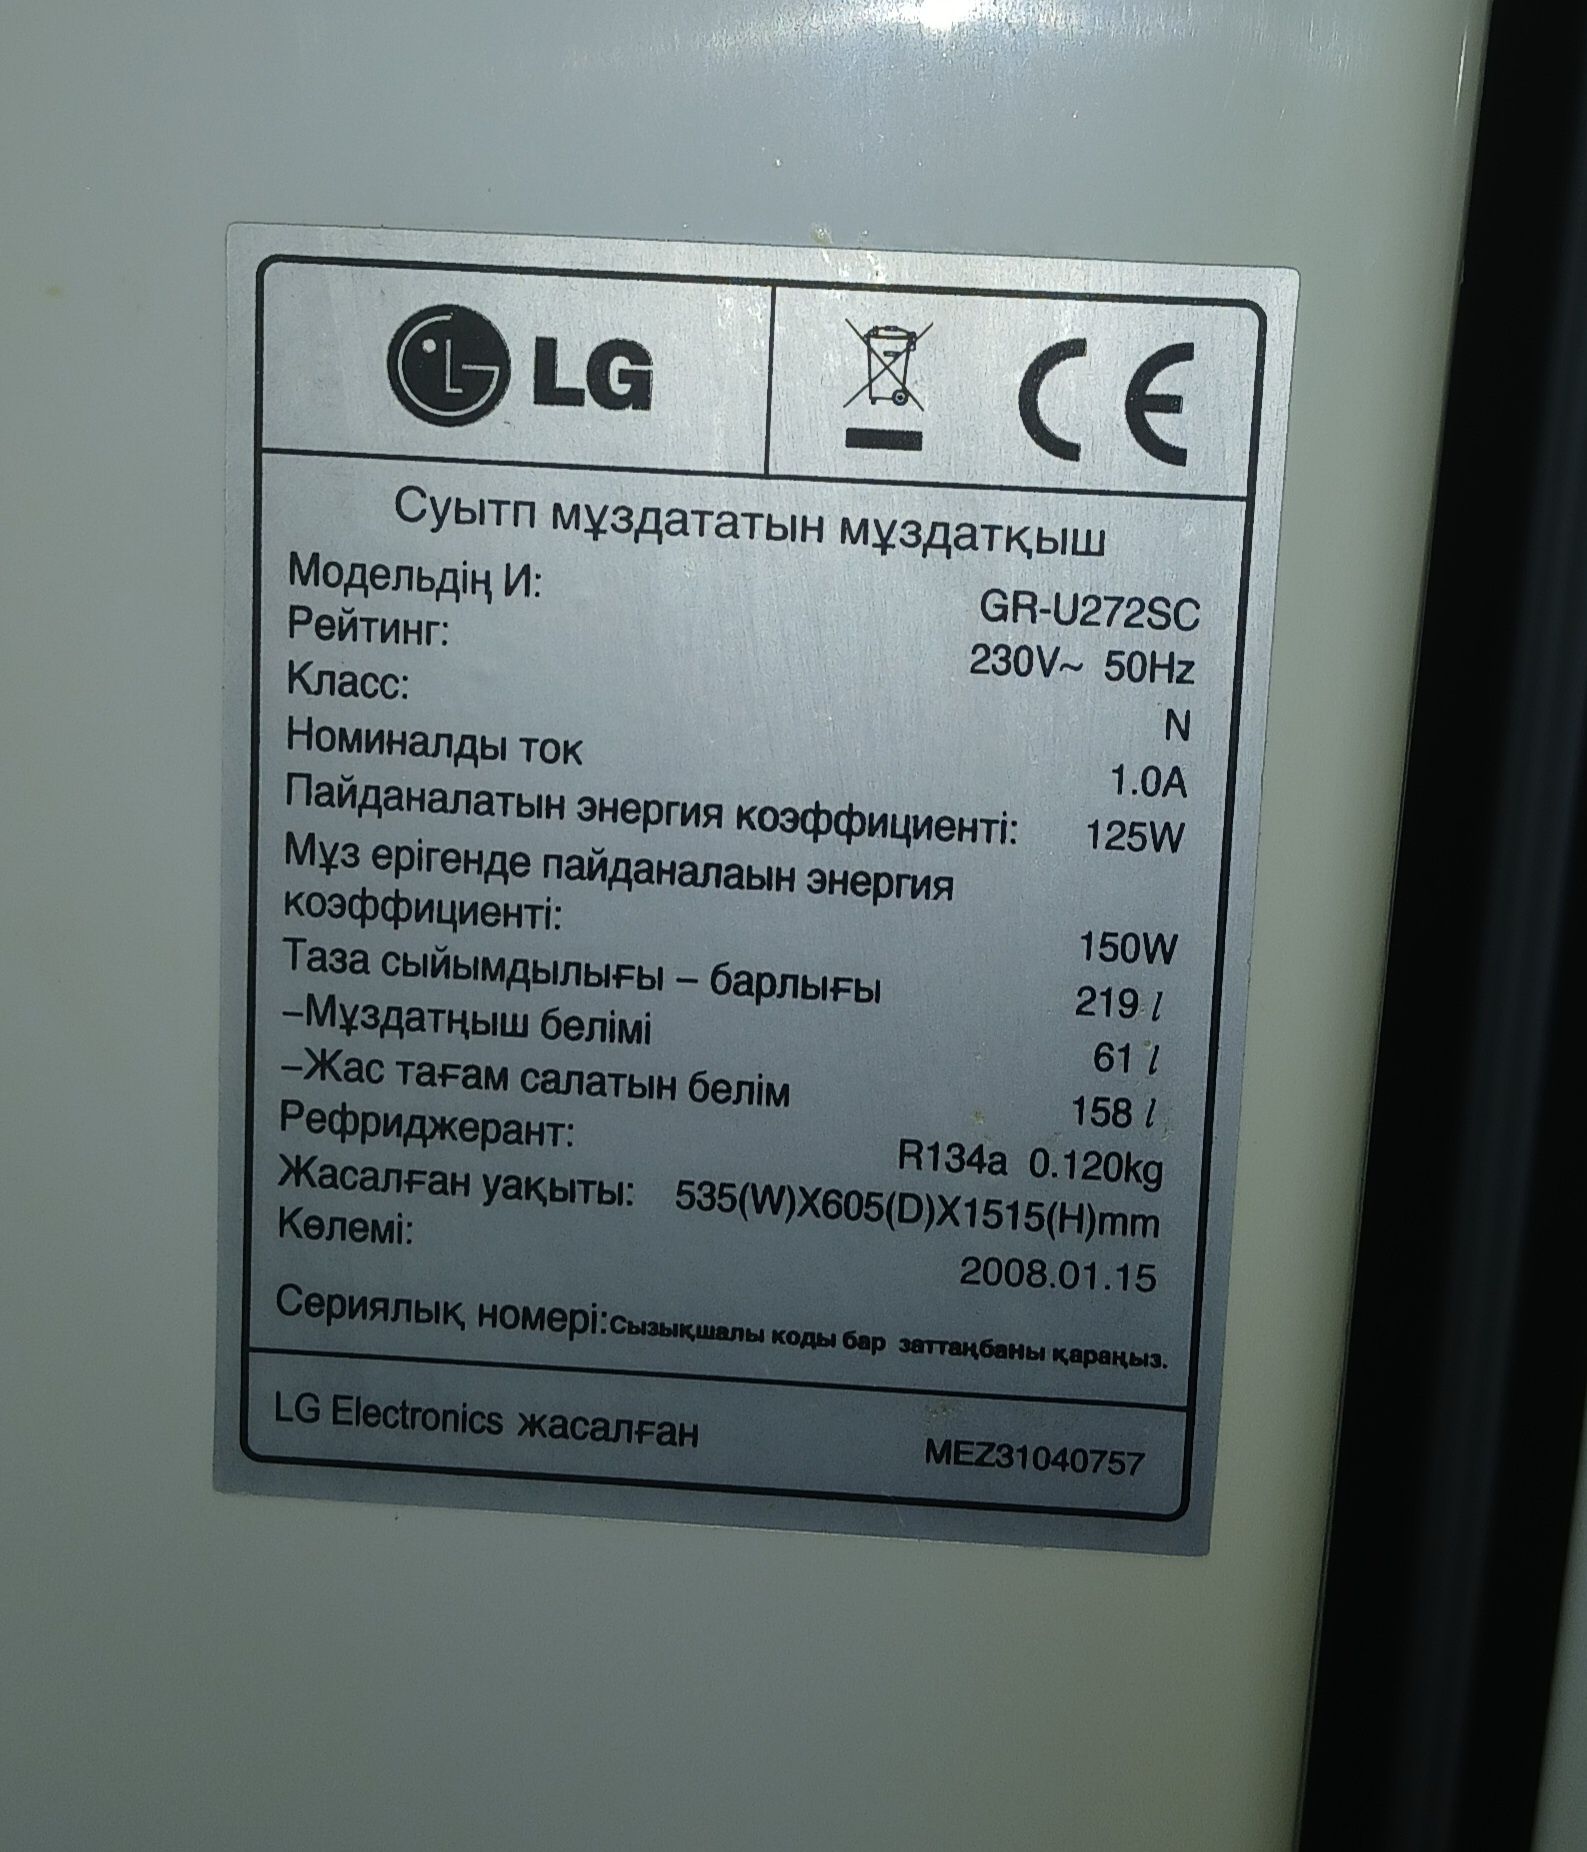 LG CE
Суытп мұздататын мұздатқыш
Модельдің И: GR-U272SC
Рейтинг: 230V~ 50Hz
Класс: N
Номиналды ток 1.0A
Пайданалатын энергия коэффициенті: 125W
Мұз ерігенде пайданалаын энергия
коэффициенті: 150W
Таза сыйымдылығы – барлығы 219 l
–Мұздатңыш белімі 61 l
–Жас тағам салатын белім 158 l
Рефриджерант: R134a 0.120kg
Жасалған уақыты: 535(W)X605(D)X1515(H)mm
Көлемі: 2008.01.15
Сериялық номері:Сызықшалы коды бар заттаңбаны қараңыз.
LG Electronics жасалған MEZ31040757